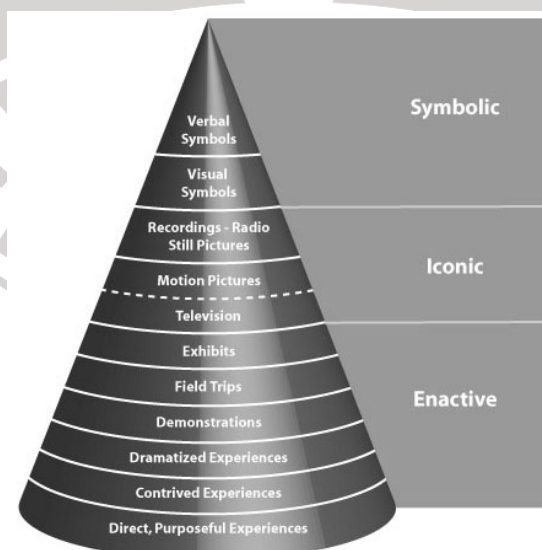 Verbal
Symbols
Visual
Symbols
Recordings - Radio
Still Pictures
Motion Pictures
Television
Exhibits
Field Trips
Demonstrations
Dramatized Experiences
Contrived Experiences
Direct, Purposeful Experiences
Symbolic
Iconic
Enactive